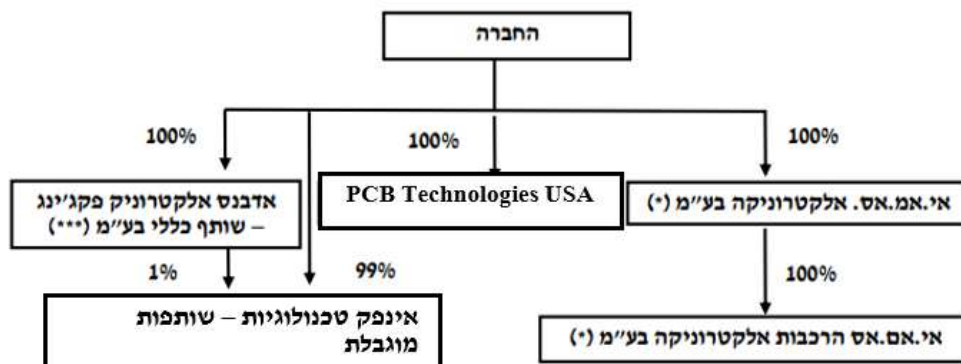 החברה
100%
100%
100%
אי.אמ.אס. אלקטרוניקה בע״מ (*)
PCB Technologies USA
אדבנס אלקטרוניק פקג'ינג
– שותף כללי בע״מ (***)
100%
99%
1%
אי.אם.אס הרכבות אלקטרוניקה בע״מ (*)
אינפק טכנולוגיות – שותפות
מוגבלת